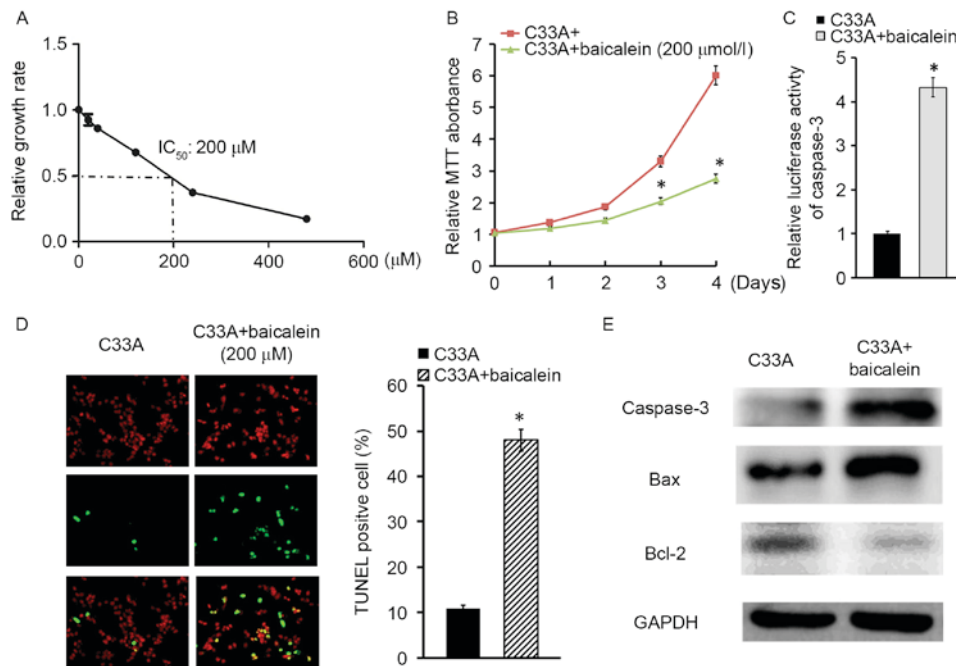 A
Relative growth rate
1.5
1.0
0.5
0.0
IC50: 200 μM
0
200
400
600
(μM)
B
C33A+
C33A+baicalein (200 μmol/l)
Relative MTT aborbance
7
6
5
4
3
2
1
0
*
*
0
1
2
3
4
(Days)
C
C33A
C33A+baicalein
Relative luciferase activty
of caspase-3
5
4
3
2
1
0
*
D
C33A
C33A+baicalein
(200 μM)
C33A
C33A+baicalein
TUNEL positve cell (%)
60
50
40
30
20
10
0
*
E
C33A
C33A+
baicalein
Caspase-3
Bax
Bcl-2
GAPDH